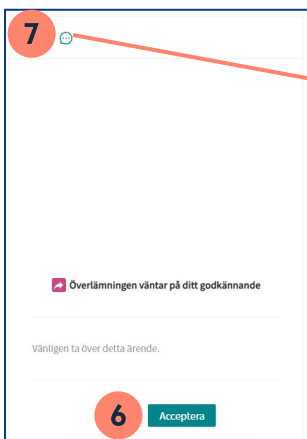 7
Överlämningen väntar på ditt godkännande
Vänligen ta över detta ärende.
6
Acceptera